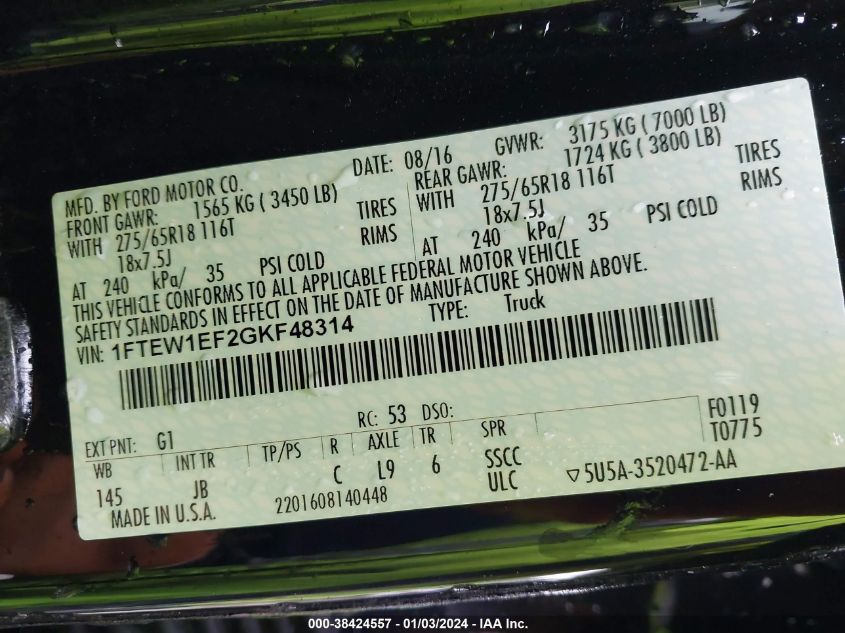 MFD. BY FORD MOTOR CO. DATE: 08/16 GVWR: 3175 KG ( 7000 LB)
FRONT GAWR: 1565 KG ( 3450 LB) REAR GAWR: 1724 KG ( 3800 LB)
WITH 275/65R18 116T TIRES WITH 275/65R18 116T TIRES
18x7.5J RIMS 18x7.5J RIMS
AT 240 kPa/ 35 PSI COLD AT 240 kPa/ 35 PSI COLD
THIS VEHICLE CONFORMS TO ALL APPLICABLE FEDERAL MOTOR VEHICLE
SAFETY STANDARDS IN EFFECT ON THE DATE OF MANUFACTURE SHOWN ABOVE.
VIN: 1FTEW1EF2GKF48314 TYPE: Truck
EXT PNT: G1 RC: 53 DSO: F0119
WB INT TR TP/PS R AXLE TR SPR T0775
145 JB C L9 6 SSCC
ULC ▽5U5A-3520472-AA
MADE IN U.S.A. 2201608140448
000-38424557 - 01/03/2024 - IAA Inc.